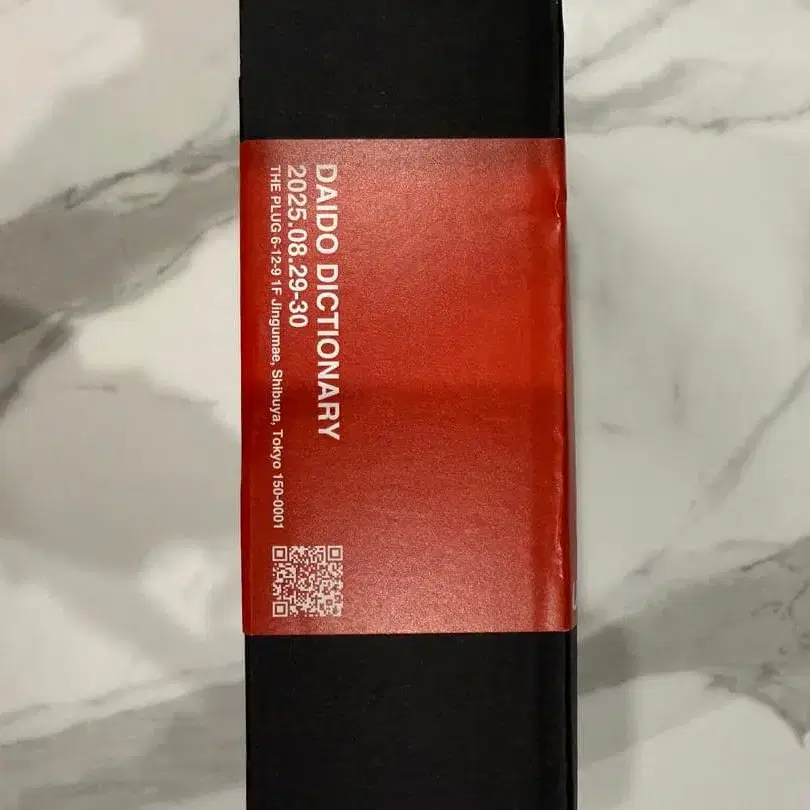 DAIDO DICTIONARY
2025.08.29-30
THE PLUG 6-12-9 1F Jingumae, Shibuya, Tokyo 150-0001